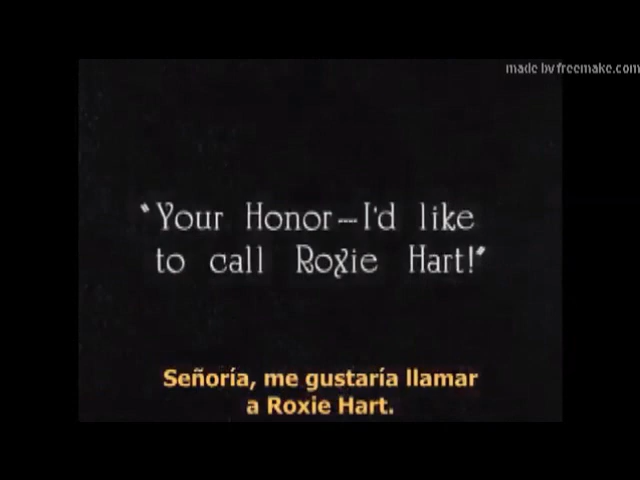 made by freemake.com
"Your Honor—I'd like
to call Roxie Hart!"
Señoría, me gustaría llamar
a Roxie Hart.